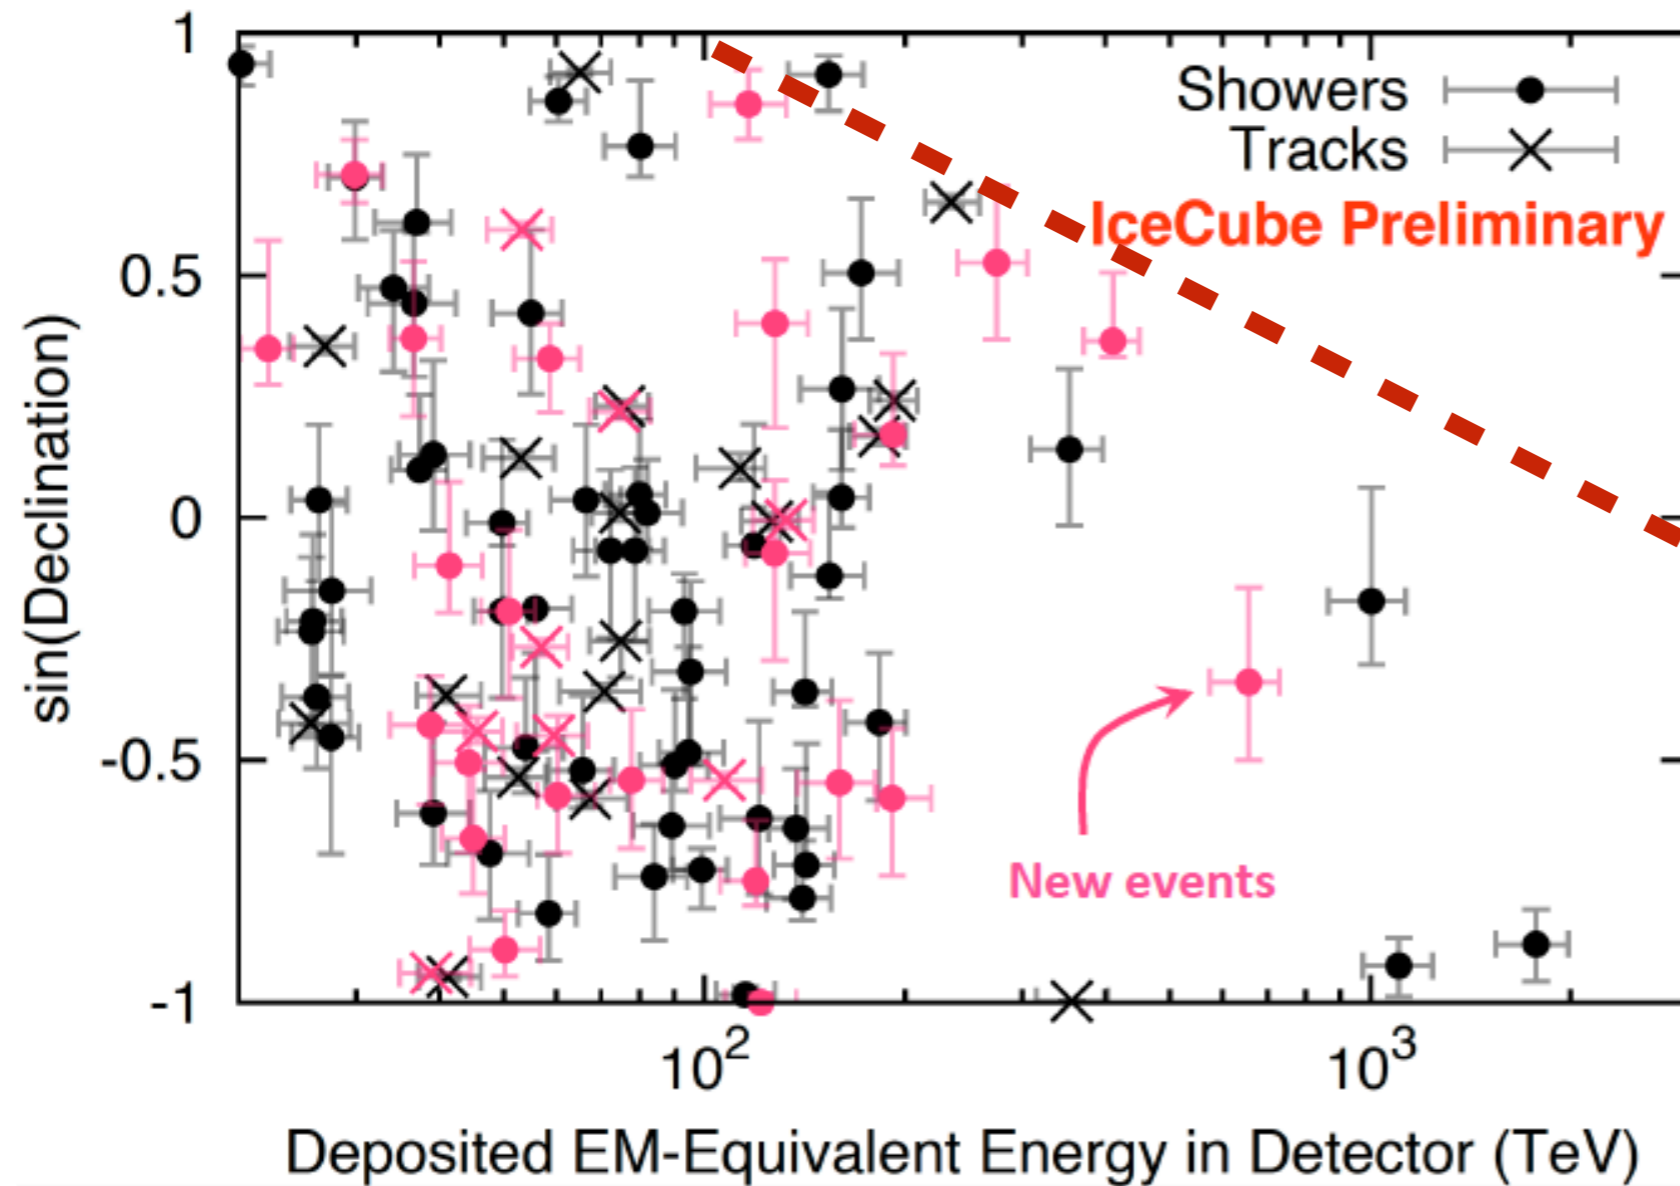 1
Showers
Tracks
IceCube Preliminary
0.5
sin(Declination)
0
-0.5
New events
-1
10²
10³
Deposited EM-Equivalent Energy in Detector (TeV)